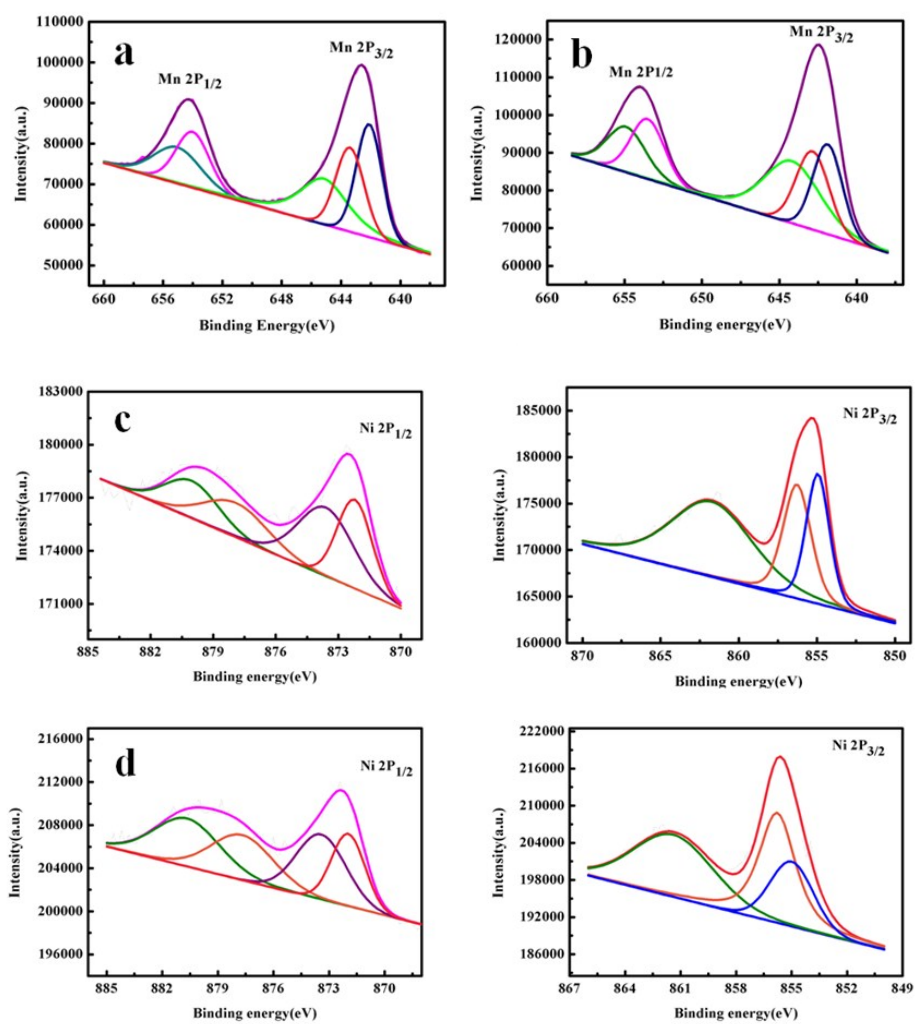 a
Mn 2P1/2
Mn 2P3/2
Intensity(a.u.)
110000
100000
90000
80000
70000
60000
50000
660 656 652 648 644 640
Binding Energy(eV)
b
Mn 2P1/2
Mn 2P3/2
Intensity(a.u.)
120000
110000
100000
90000
80000
70000
60000
660 655 650 645 640
Binding energy(eV)
c
Ni 2P1/2
Intensity(a.u.)
183000
180000
177000
174000
171000
885 882 879 876 873 870
Binding energy(eV)
Ni 2P3/2
Intensity(a.u.)
185000
180000
175000
170000
165000
160000
870 865 860 855 850
Binding energy(eV)
d
Ni 2P1/2
Intensity(a.u.)
216000
212000
208000
204000
200000
196000
885 882 879 876 873 870
Binding energy(eV)
Ni 2P3/2
Intensity(a.u.)
222000
216000
210000
204000
198000
192000
186000
867 864 861 858 855 852 849
Binding energy(eV)